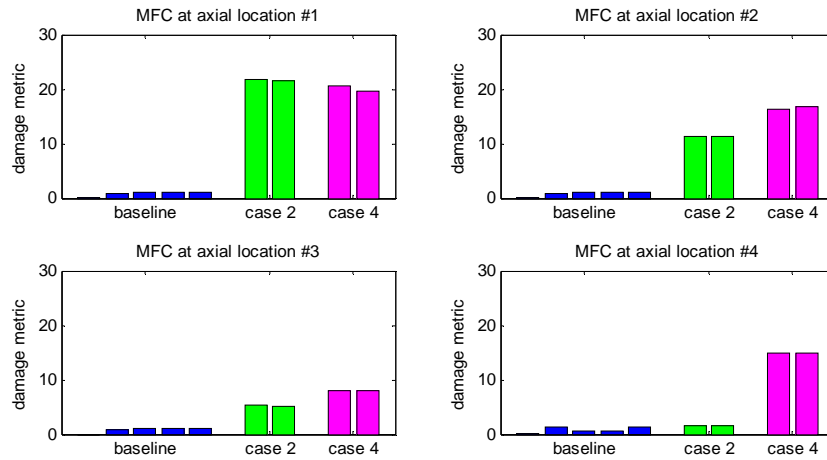 MFC at axial location #1
30
20
10
0
damage metric
baseline case 2 case 4
MFC at axial location #2
30
20
10
0
damage metric
baseline case 2 case 4
MFC at axial location #3
30
20
10
0
damage metric
baseline case 2 case 4
MFC at axial location #4
30
20
10
0
damage metric
baseline case 2 case 4